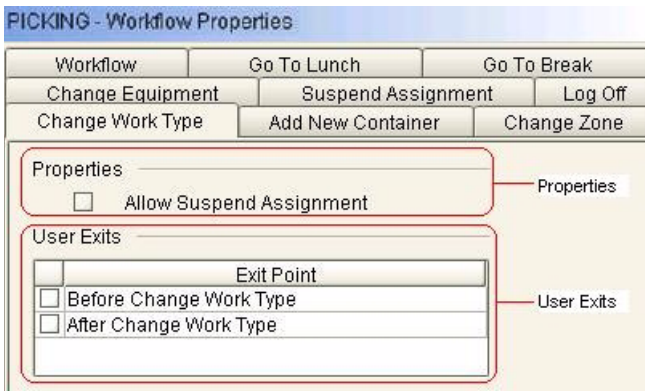 PICKING - Workflow Properties
Workflow Go To Lunch Go To Break
Change Equipment Suspend Assignment Log Off
Change Work Type Add New Container Change Zone
Properties
Allow Suspend Assignment
Properties
User Exits
Exit Point
Before Change Work Type
User Exits
After Change Work Type